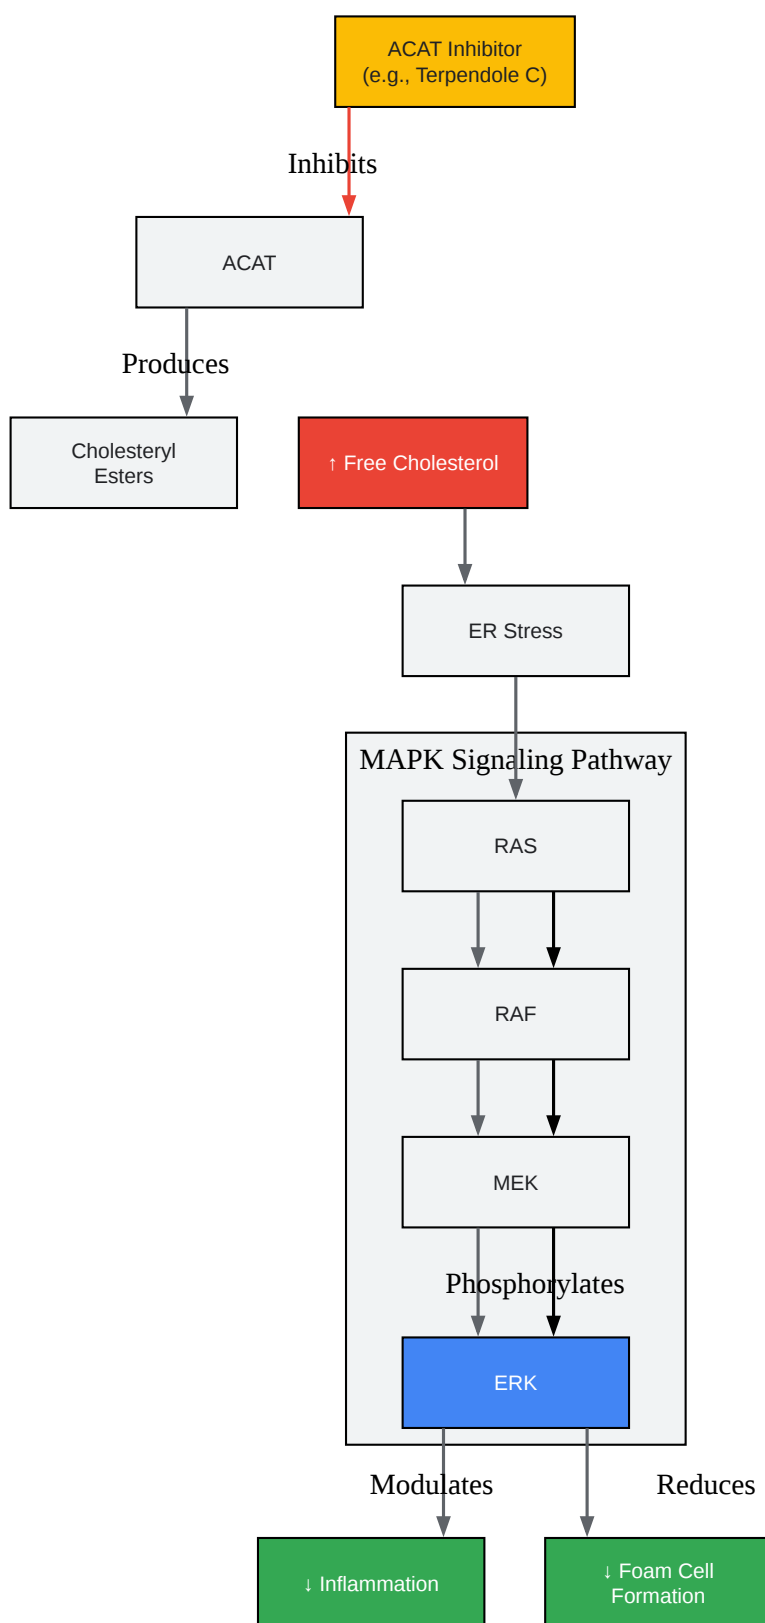 ACAT Inhibitor
(e.g., Terpendole C)
Inhibits
ACAT
Produces
Cholesteryl
Esters
↑ Free Cholesterol
ER Stress
MAPK Signaling Pathway
RAS
RAF
MEK
Phosphorylates
ERK
Modulates
Reduces
↓ Inflammation
↓ Foam Cell
Formation